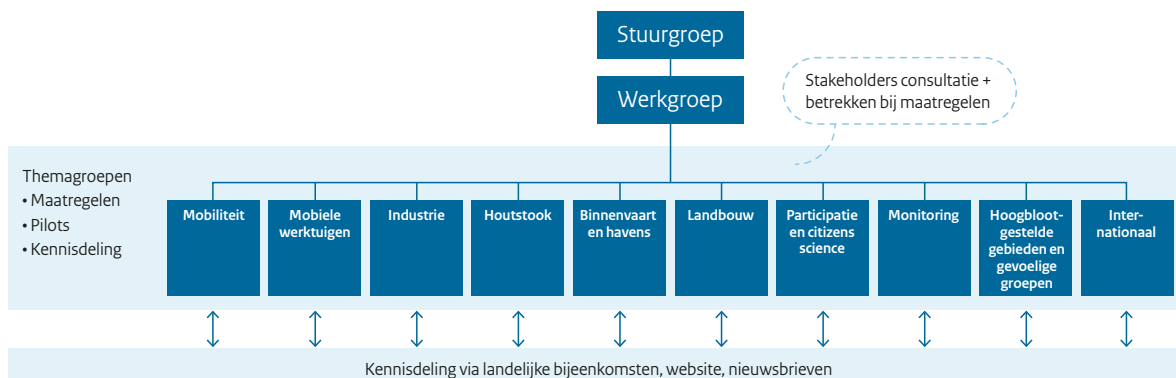 Stuurgroep
Werkgroep
Stakeholders consultatie +
betrekken bij maatregelen
Themagroepen
• Maatregelen
• Pilots
• Kennisdeling
Mobiliteit
Mobiele
werktuigen
Industrie
Houtstook
Binnenvaart
en havens
Landbouw
Participatie
en citizens
science
Monitoring
Hoogbloot-
gestelde
gebieden en
gevoelige
groepen
Inter-
nationaal
Kennisdeling via landelijke bijeenkomsten, website, nieuwsbrieven